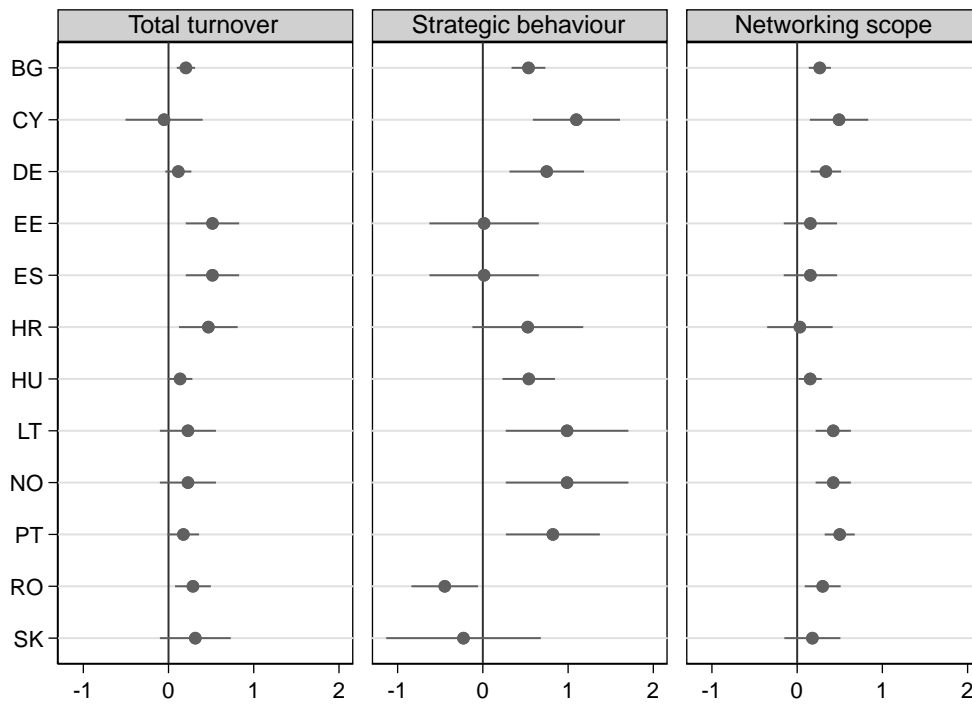 Total turnover Strategic behaviour Networking scope
BG
CY
DE
EE
ES
HR
HU
LT
NO
PT
RO
SK
-1 0 1 2 -1 0 1 2 -1 0 1 2